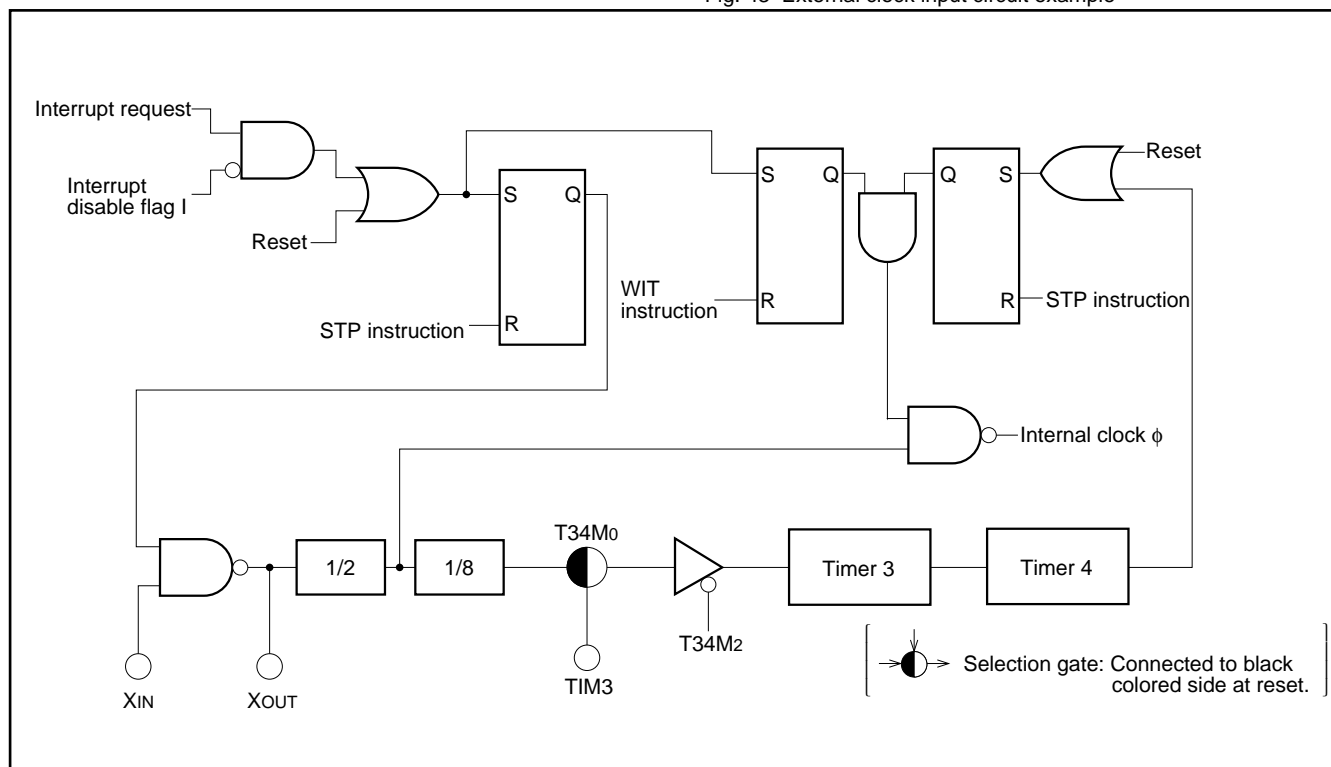 Fig. 48 External clock input circuit example
Interrupt request
Interrupt
disable flag I
Reset
S
Q
R
STP instruction
WIT
instruction
S
Q
R
Q
S
R
Reset
STP instruction
Internal clock ϕ
1/2
1/8
T34M0
T34M2
Timer 3
Timer 4
TIM3
XIN
XOUT
Selection gate: Connected to black
colored side at reset.